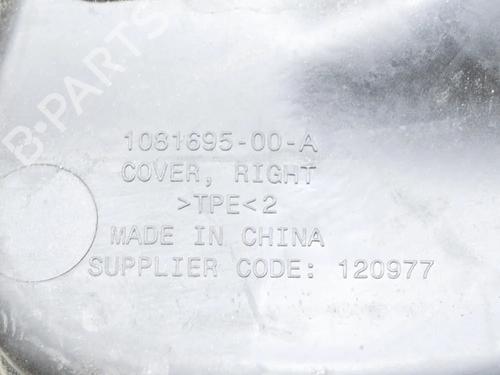 B-PARTS
1081695-00-A
COVER, RIGHT
>TPE<2
MADE IN CHINA
SUPPLIER CODE: 120977